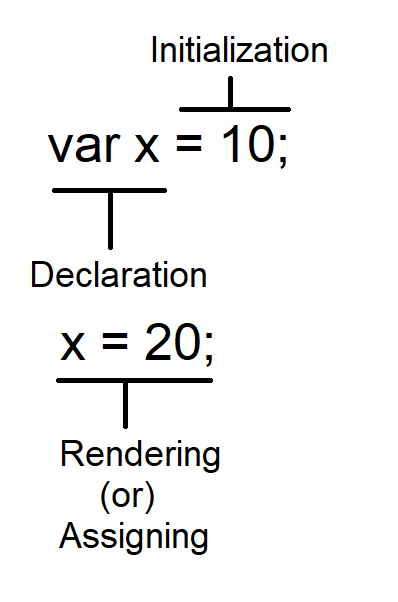 Initialization
var x = 10;
Declaration
x = 20;
Rendering
(or)
Assigning